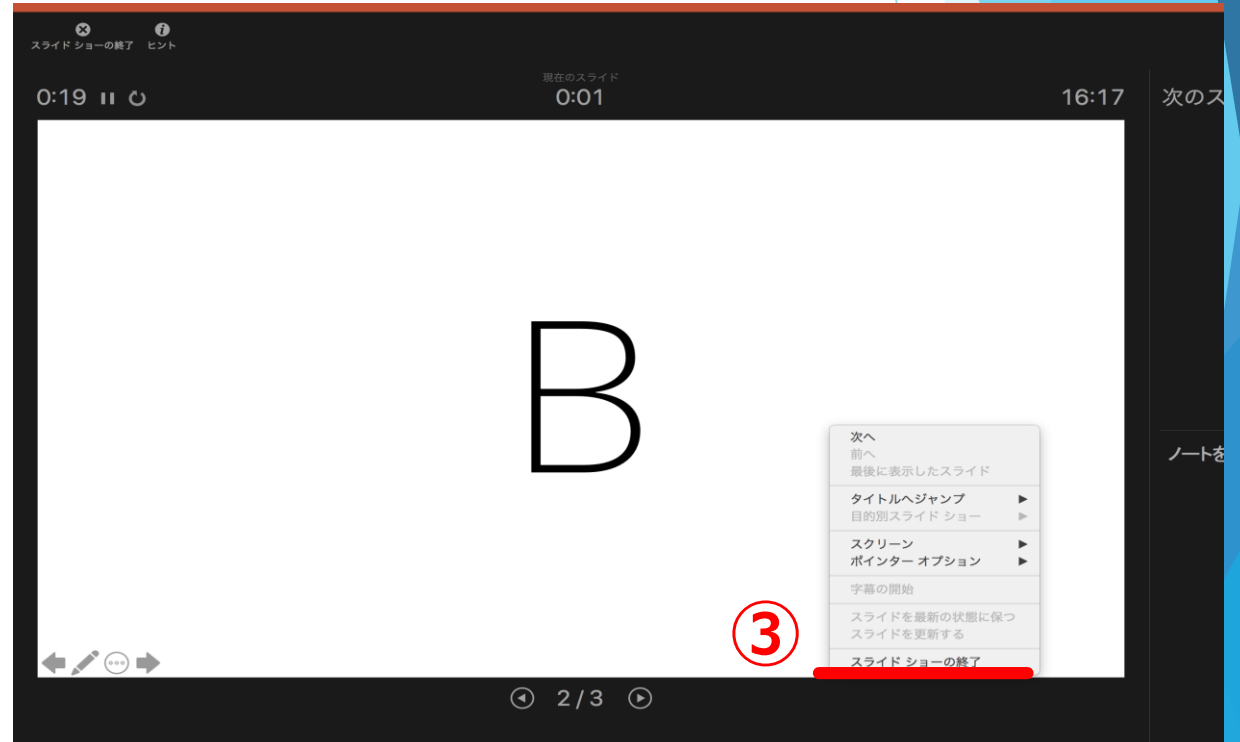 スライド ショーの終了 ヒント
現在のスライド
0:19 0:01 16:17 次のス
B
次へ
前へ
最後に表示したスライド
タイトルへジャンプ
目的別スライド ショー
スクリーン
ポインター オプション
字幕の開始
スライドを最新の状態に保つ
スライドを更新する
スライド ショーの終了
③
ノートを
2/3